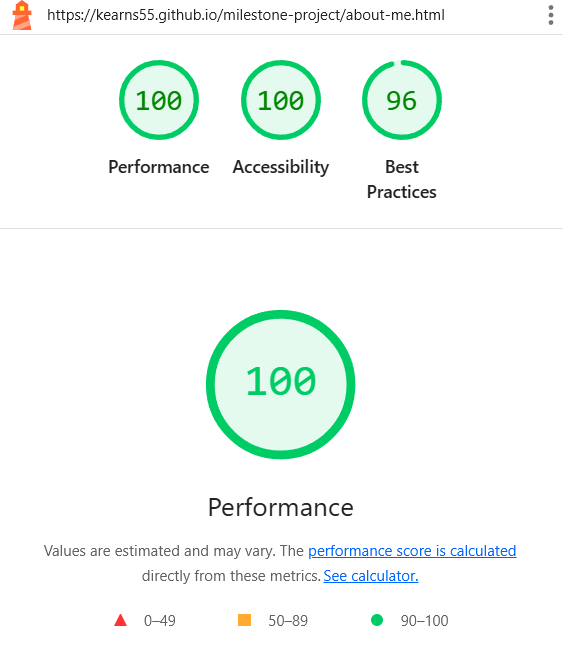 https://kearns55.github.io/milestone-project/about-me.html
100 100 96
Performance Accessibility Best
Practices
100
Performance
Values are estimated and may vary. The performance score is calculated
directly from these metrics. See calculator.
0–49 50–89 90–100